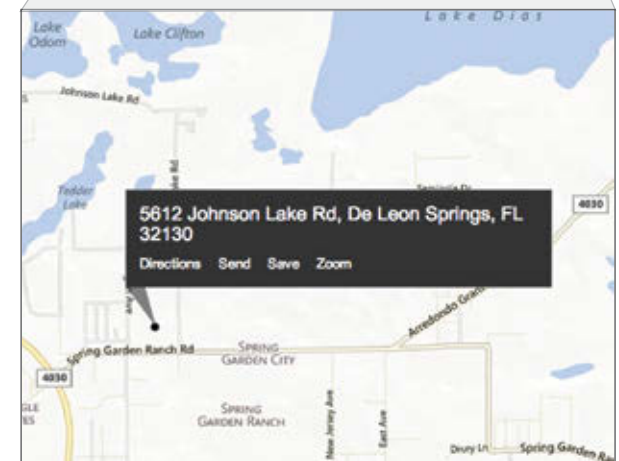 Lake Dias
Lake
Odom
Lake Clifton
Johnson Lake Rd
Tedder
Lake
4030
5612 Johnson Lake Rd, De Leon Springs, FL
32130
Directions Send Save Zoom
Spring Garden Ranch Rd
SPRING
GARDEN CITY
4030
SPRING
GARDEN RANCH
New Jersey Ave
East Ave
Drury Ln
Spring Garden